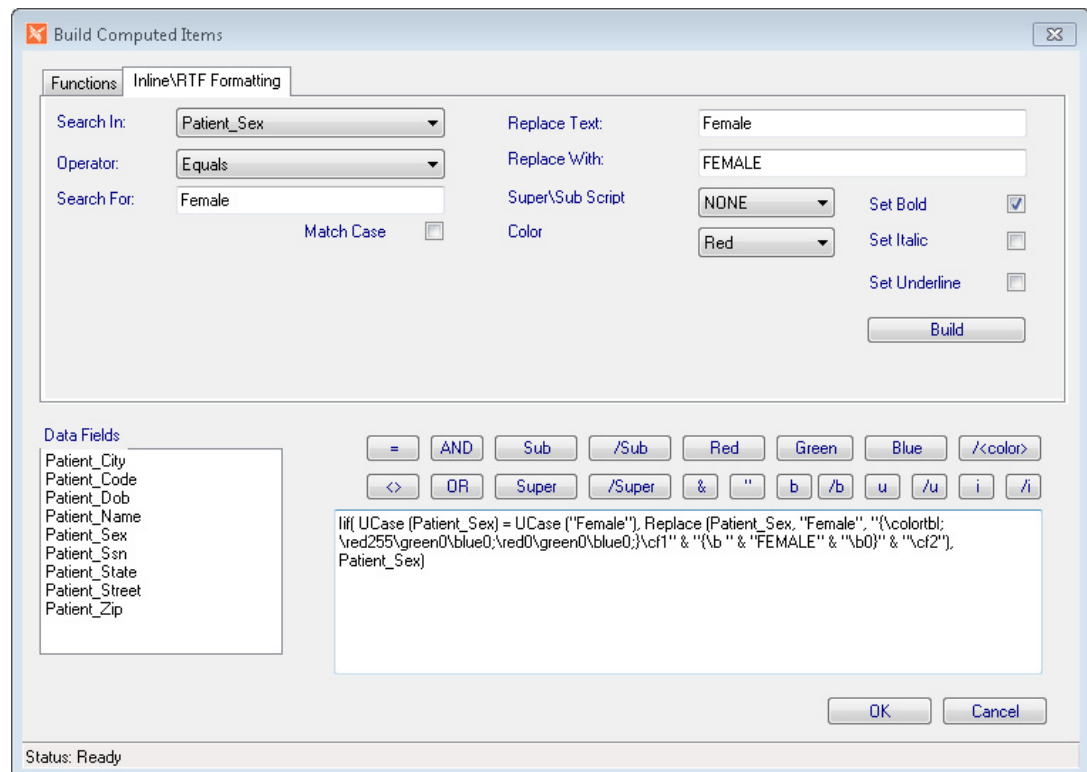 Build Computed Items
Functions Inline\RTF Formatting
Search In: Patient_Sex Replace Text: Female
Operator: Equals Replace With: FEMALE
Search For: Female Super\Sub Script NONE Set Bold
Match Case Color Red Set Italic
Set Underline
Build
Data Fields
= AND Sub /Sub Red Green Blue /<color>
<> OR Super /Super & " b /b u /u i /i
Patient_City
Patient_Code
Patient_Dob
Patient_Name
Patient_Sex
Patient_Ssn
Patient_State
Patient_Street
Patient_Zip
Iif( UCase (Patient_Sex) = UCase ("Female"), Replace (Patient_Sex, "Female", "{\colortbl;
\red255\green0\blue0;\red0\green0\blue0;}\cf1" & "{\b " & "FEMALE" & "\b0}" & "\cf2"),
Patient_Sex)
OK Cancel
Status: Ready